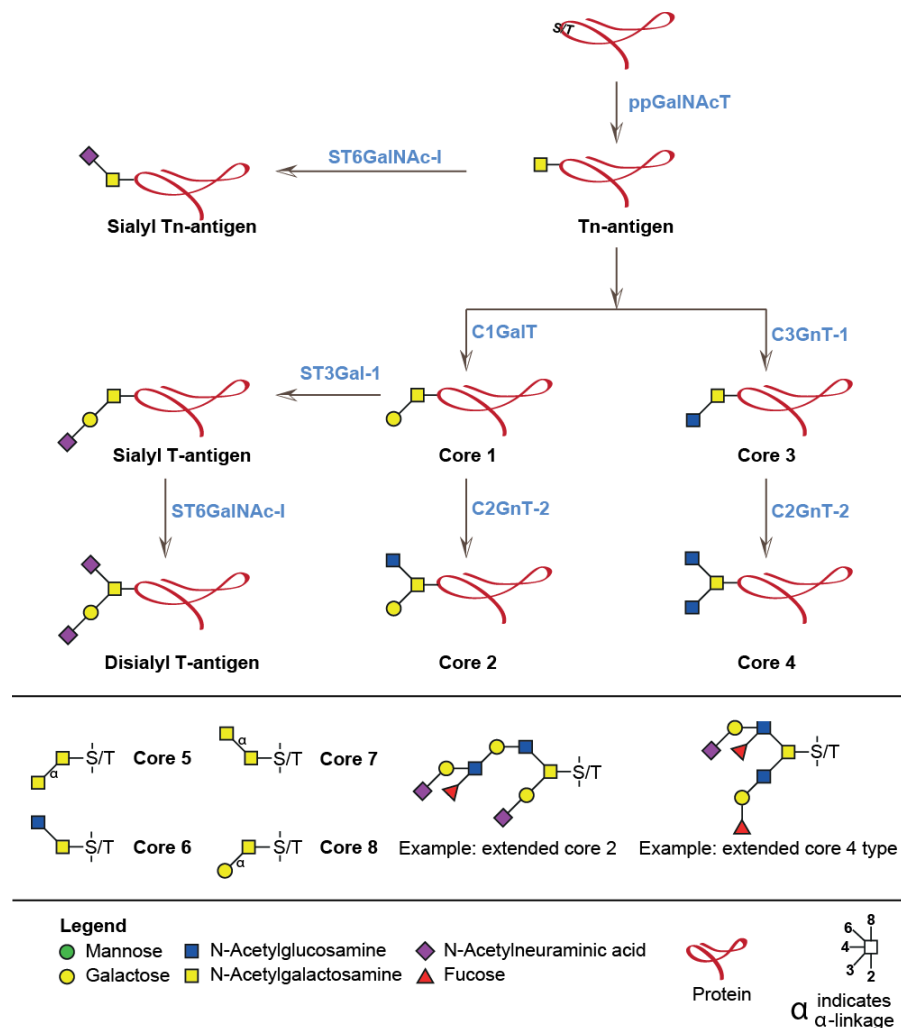 S/T
ppGalNAcT
ST6GalNAc-I
Sialyl Tn-antigen
Tn-antigen
C1GalT
C3GnT-1
ST3Gal-1
Sialyl T-antigen
Core 1
Core 3
ST6GalNAc-I
C2GnT-2
C2GnT-2
Disialyl T-antigen
Core 2
Core 4
α
S/T
Core 5
α
S/T
Core 7
S/T
S/T
S/T
Core 6
α
S/T
Core 8
Example: extended core 2
Example: extended core 4 type
Legend
Mannose
N-Acetylglucosamine
N-Acetylneuraminic acid
Galactose
N-Acetylgalactosamine
Fucose
Protein
8
6
4
3
2
α indicates
α-linkage